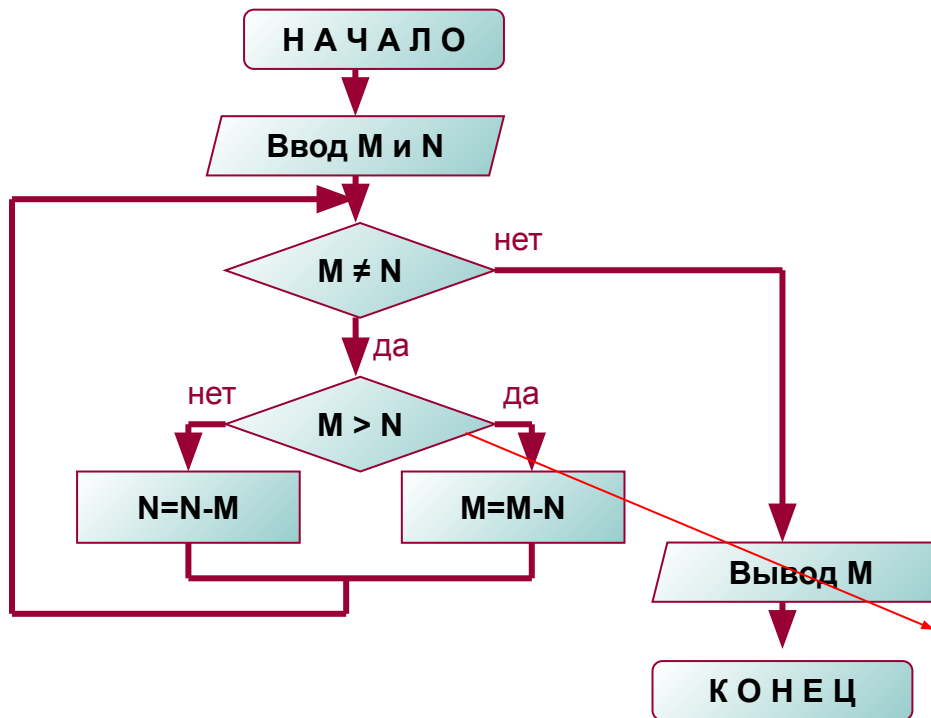 Н А Ч А Л О
Ввод M и N
нет
M ≠ N
да
нет
да
M > N
N=N-M
M=M-N
Вывод M
К О Н Е Ц